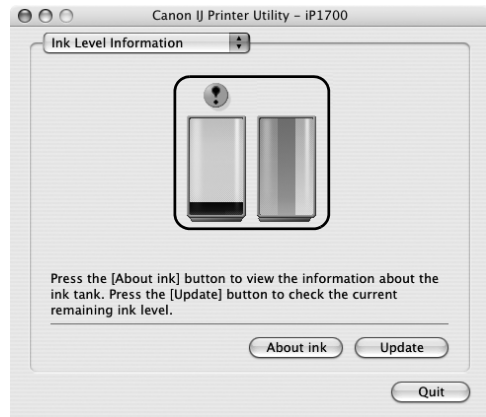 Canon IJ Printer Utility – iP1700
Ink Level Information
!
Press the [About ink] button to view the information about the
ink tank. Press the [Update] button to check the current
remaining ink level.
About ink
Update
Quit